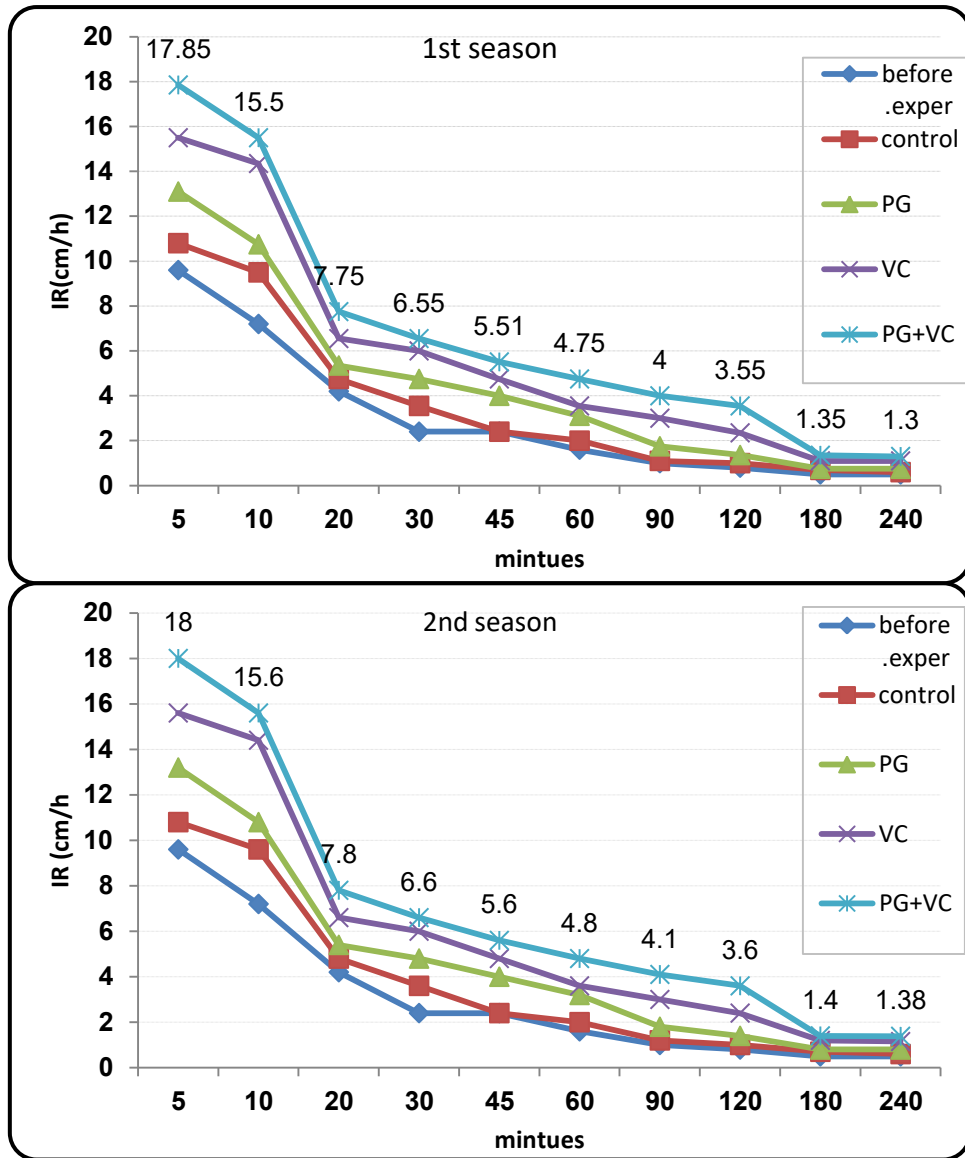 1st season
IR(cm/h)
20
18
16
14
12
10
8
6
4
2
0
17.85
15.5
7.75
6.55
5.51
4.75
4
3.55
1.35
1.3
5 10 20 30 45 60 90 120 180 240
mintues
before
.exper
control
PG
VC
PG+VC
2nd season
IR (cm/h
20
18
16
14
12
10
8
6
4
2
0
18
15.6
7.8
6.6
5.6
4.8
4.1
3.6
1.4
1.38
5 10 20 30 45 60 90 120 180 240
mintues
before
.exper
control
PG
VC
PG+VC